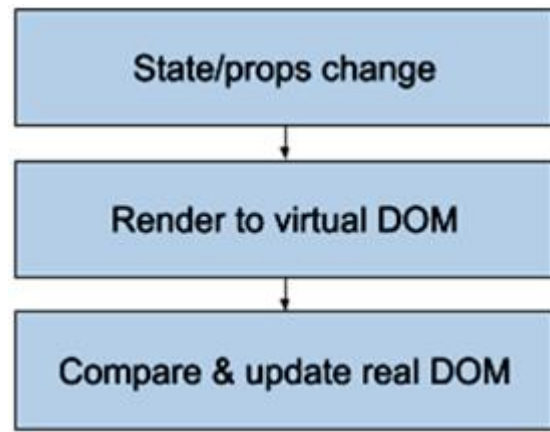 State/props change
Render to virtual DOM
Compare & update real DOM